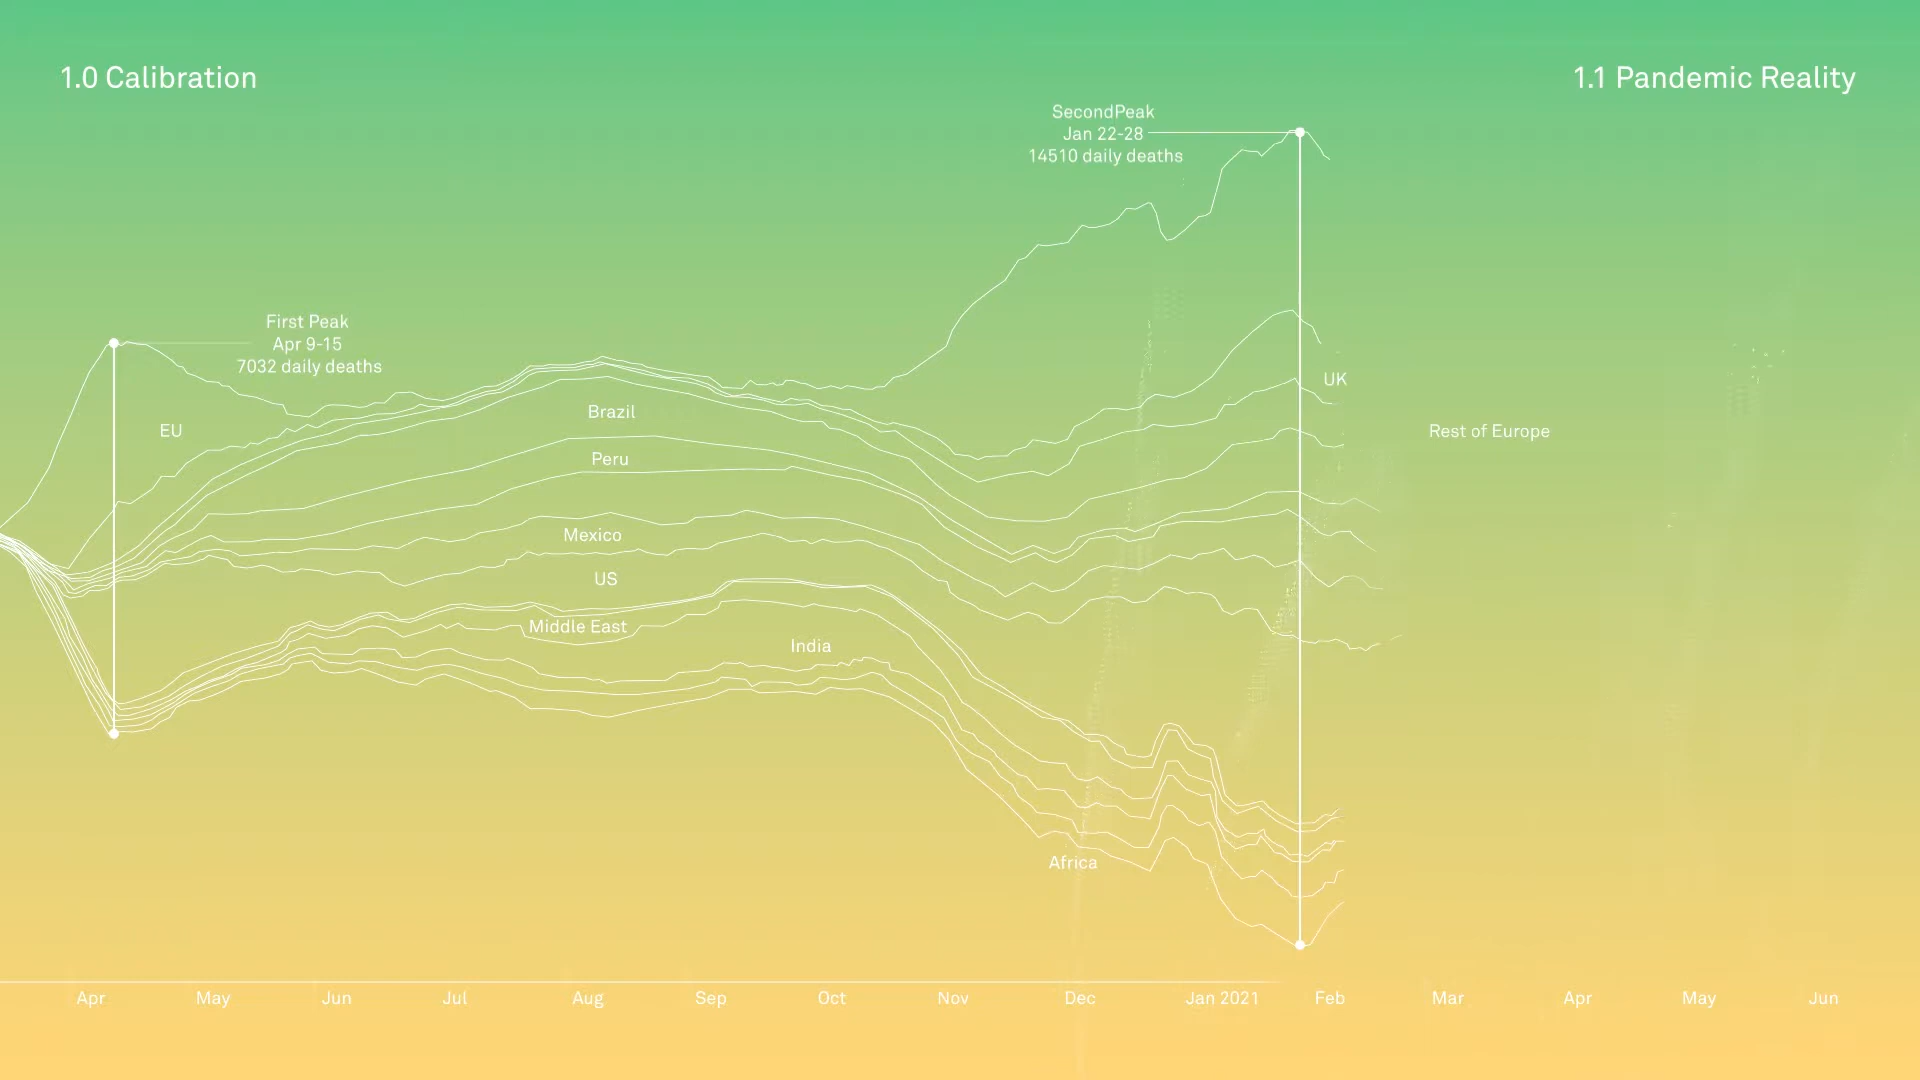 1.0 Calibration
1.1 Pandemic Reality
SecondPeak
Jan 22-28
14510 daily deaths
First Peak
Apr 9-15
7032 daily deaths
UK
EU
Brazil
Rest of Europe
Peru
Mexico
US
Middle East
India
Africa
Apr May Jun Jul Aug Sep Oct Nov Dec Jan 2021 Feb Mar Apr May Jun